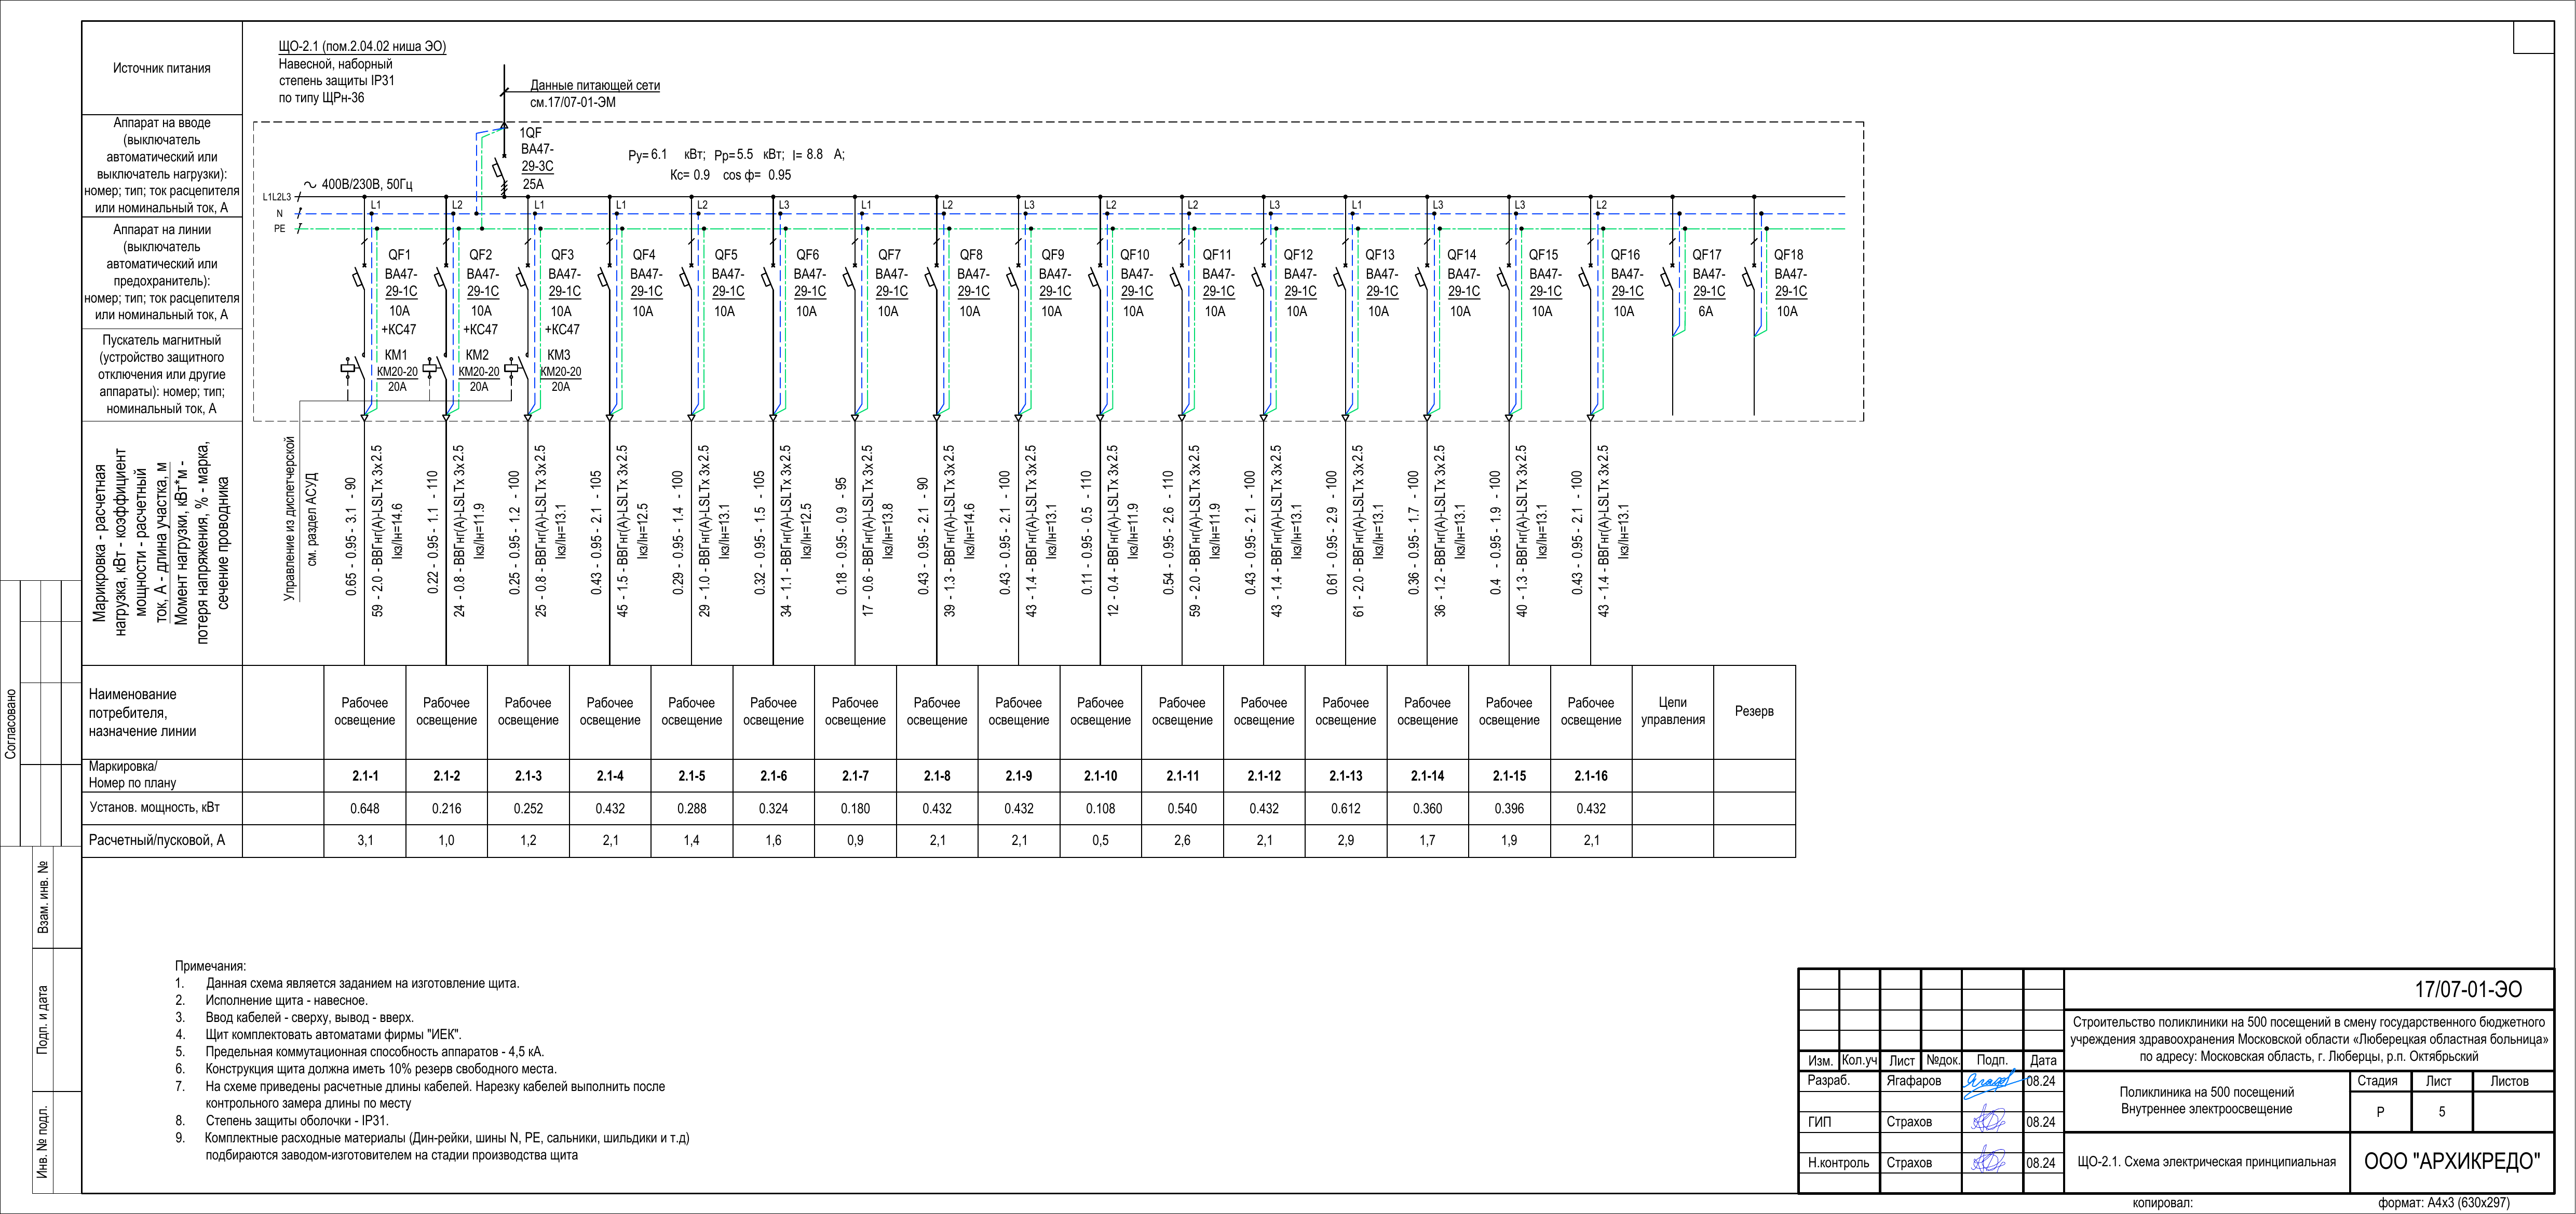 Источник питания
ЩО-2.1 (пом.2.04.02 ниша ЭО)
Навесной, наборный
степень защиты IP31
по типу ЩРн-36
Данные питающей сети
см.17/07-01-ЭМ
Аппарат на вводе
(выключатель
автоматический или
выключатель нагрузки):
номер; тип; ток расцепителя
или номинальный ток, А
1QF
ВА47-
29-3С
25А
Ру= 6.1 кВт; Рр= 5.5 кВт; I= 8.8 А;
Кс= 0.9 cos ф= 0.95
400В/230В, 50Гц
L1L2L3
N
PE
L1 L2 L1 L1 L2 L3 L1 L2 L3 L2 L2 L3 L1 L3 L3 L2
Аппарат на линии
(выключатель
автоматический или
предохранитель):
номер; тип; ток расцепителя
или номинальный ток, А
QF1 QF2 QF3 QF4 QF5 QF6 QF7 QF8 QF9 QF10 QF11 QF12 QF13 QF14 QF15 QF16 QF17 QF18
ВА47- ВА47- ВА47- ВА47- ВА47- ВА47- ВА47- ВА47- ВА47- ВА47- ВА47- ВА47- ВА47- ВА47- ВА47- ВА47- ВА47- ВА47-
29-1С 29-1С 29-1С 29-1С 29-1С 29-1С 29-1С 29-1С 29-1С 29-1С 29-1С 29-1С 29-1С 29-1С 29-1С 29-1С 29-1С 29-1С
10А 10А 10А 10А 10А 10А 10А 10А 10А 10А 10А 10А 10А 10А 10А 10А 6А 10А
+КС47 +КС47 +КС47
Пускатель магнитный
(устройство защитного
отключения или другие
аппараты): номер; тип;
номинальный ток, А
КМ1 КМ2 КМ3
КМ20-20 КМ20-20 КМ20-20
20А 20А 20А
Марикровка - расчетная
нагрузка, кВт - коэффициент
мощности - расчетный
ток, А - длина участка, м
Момент нагрузки, кВт*м -
потеря напряжения, % - марка,
сечение проводника
Управление из диспетчерской
см. раздел АСУД
0.65 - 0.95 - 3.1 - 90
59 - 2.0 - ВВГнг(А)-LSLTx 3x2.5
Iкз/Iн=14.6
0.22 - 0.95 - 1.1 - 110
24 - 0.8 - ВВГнг(А)-LSLTx 3x2.5
Iкз/Iн=11.9
0.25 - 0.95 - 1.2 - 100
25 - 0.8 - ВВГнг(А)-LSLTx 3x2.5
Iкз/Iн=13.1
0.43 - 0.95 - 2.1 - 105
45 - 1.5 - ВВГнг(А)-LSLTx 3x2.5
Iкз/Iн=12.5
0.29 - 0.95 - 1.4 - 100
29 - 1.0 - ВВГнг(А)-LSLTx 3x2.5
Iкз/Iн=13.1
0.32 - 0.95 - 1.5 - 105
34 - 1.1 - ВВГнг(А)-LSLTx 3x2.5
Iкз/Iн=12.5
0.18 - 0.95 - 0.9 - 95
17 - 0.6 - ВВГнг(А)-LSLTx 3x2.5
Iкз/Iн=13.8
0.43 - 0.95 - 2.1 - 90
39 - 1.3 - ВВГнг(А)-LSLTx 3x2.5
Iкз/Iн=14.6
0.43 - 0.95 - 2.1 - 100
43 - 1.4 - ВВГнг(А)-LSLTx 3x2.5
Iкз/Iн=13.1
0.11 - 0.95 - 0.5 - 110
12 - 0.4 - ВВГнг(А)-LSLTx 3x2.5
Iкз/Iн=11.9
0.54 - 0.95 - 2.6 - 110
59 - 2.0 - ВВГнг(А)-LSLTx 3x2.5
Iкз/Iн=11.9
0.43 - 0.95 - 2.1 - 100
43 - 1.4 - ВВГнг(А)-LSLTx 3x2.5
Iкз/Iн=13.1
0.61 - 0.95 - 2.9 - 100
61 - 2.0 - ВВГнг(А)-LSLTx 3x2.5
Iкз/Iн=13.1
0.36 - 0.95 - 1.7 - 100
36 - 1.2 - ВВГнг(А)-LSLTx 3x2.5
Iкз/Iн=13.1
0.4 - 0.95 - 1.9 - 100
40 - 1.3 - ВВГнг(А)-LSLTx 3x2.5
Iкз/Iн=13.1
0.43 - 0.95 - 2.1 - 100
43 - 1.4 - ВВГнг(А)-LSLTx 3x2.5
Iкз/Iн=13.1
Наименование
потребителя,
назначение линии
Рабочее Рабочее Рабочее Рабочее Рабочее Рабочее Рабочее Рабочее Рабочее Рабочее Рабочее Рабочее Рабочее Рабочее Рабочее Рабочее Цепи Резерв
освещение освещение освещение освещение освещение освещение освещение освещение освещение освещение освещение освещение освещение освещение освещение освещение управления
Маркировка/
Номер по плану
2.1-1 2.1-2 2.1-3 2.1-4 2.1-5 2.1-6 2.1-7 2.1-8 2.1-9 2.1-10 2.1-11 2.1-12 2.1-13 2.1-14 2.1-15 2.1-16
Установ. мощность, кВт 0.648 0.216 0.252 0.432 0.288 0.324 0.180 0.432 0.432 0.108 0.540 0.432 0.612 0.360 0.396 0.432
Расчетный/пусковой, А 3,1 1,0 1,2 2,1 1,4 1,6 0,9 2,1 2,1 0,5 2,6 2,1 2,9 1,7 1,9 2,1
Согласовано
Взам. инв. №
Подп. и дата
Инв. № подл.
Примечания:
1. Данная схема является заданием на изготовление щита.
2. Исполнение щита - навесное.
3. Ввод кабелей - сверху, вывод - вверх.
4. Щит комплектовать автоматами фирмы "ИЕК".
5. Предельная коммутационная способность аппаратов - 4,5 кА.
6. Конструкция щита должна иметь 10% резерв свободного места.
7. На схеме приведены расчетные длины кабелей. Нарезку кабелей выполнить после
контрольного замера длины по месту
8. Степень защиты оболочки - IP31.
9. Комплектные расходные материалы (Дин-рейки, шины N, PE, сальники, шильдики и т.д)
подбираются заводом-изготовителем на стадии производства щита
17/07-01-ЭО
Строительство поликлиники на 500 посещений в смену государственного бюджетного
учреждения здравоохранения Московской области «Люберецкая областная больница»
по адресу: Московская область, г. Люберцы, р.п. Октябрьский
Изм. Кол.уч Лист №док. Подп. Дата
Разраб. Ягафаров 08.24
ГИП Страхов 08.24
Н.контроль Страхов 08.24
Поликлиника на 500 посещений
Внутреннее электроосвещение
Стадия Лист Листов
Р 5
ЩО-2.1. Схема электрическая принципиальная
ООО "АРХИКРЕДО"
копировал:
формат: А4х3 (630х297)